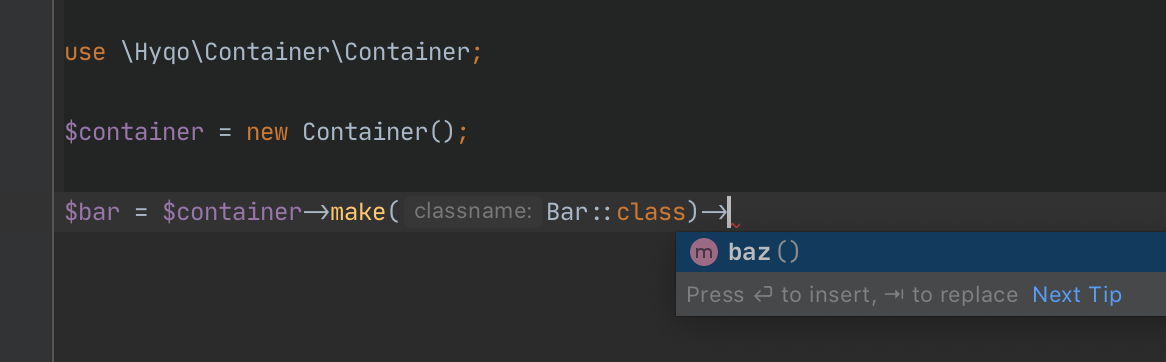 use \Hyqo\Container\Container;
$container = new Container();
$bar = $container->make( classname: Bar::class)->
m baz()
Press ↵ to insert, ⇥ to replace Next Tip